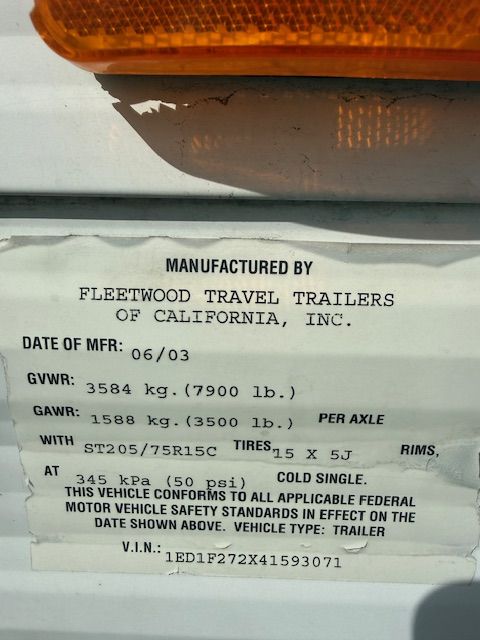 MANUFACTURED BY
FLEETWOOD TRAVEL TRAILERS
OF CALIFORNIA, INC.
DATE OF MFR: 06/03
GVWR: 3584 kg.(7900 lb.)
GAWR: 1588 kg.(3500 lb.) PER AXLE
WITH ST205/75R15C TIRES, 15 X 5J RIMS,
AT 345 kPa (50 psi) COLD SINGLE.
THIS VEHICLE CONFORMS TO ALL APPLICABLE FEDERAL
MOTOR VEHICLE SAFETY STANDARDS IN EFFECT ON THE
DATE SHOWN ABOVE. VEHICLE TYPE: TRAILER
V.I.N.: 1ED1F272X41593071